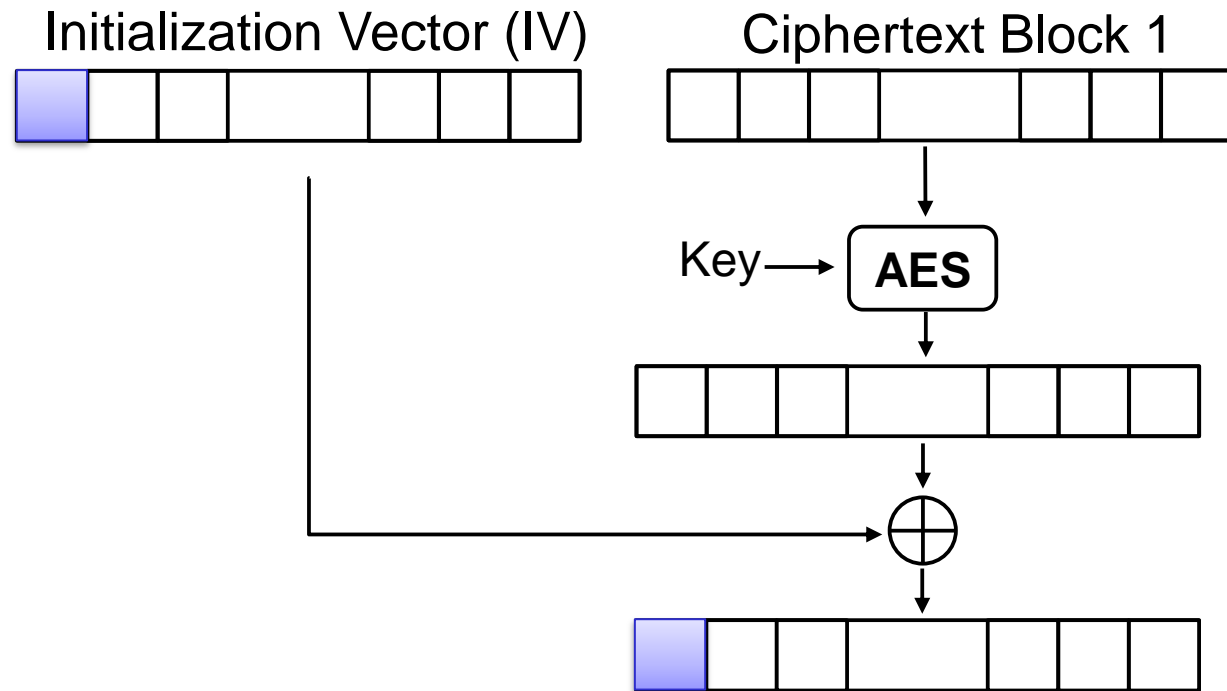 Initialization Vector (IV)
Ciphertext Block 1
Key
AES